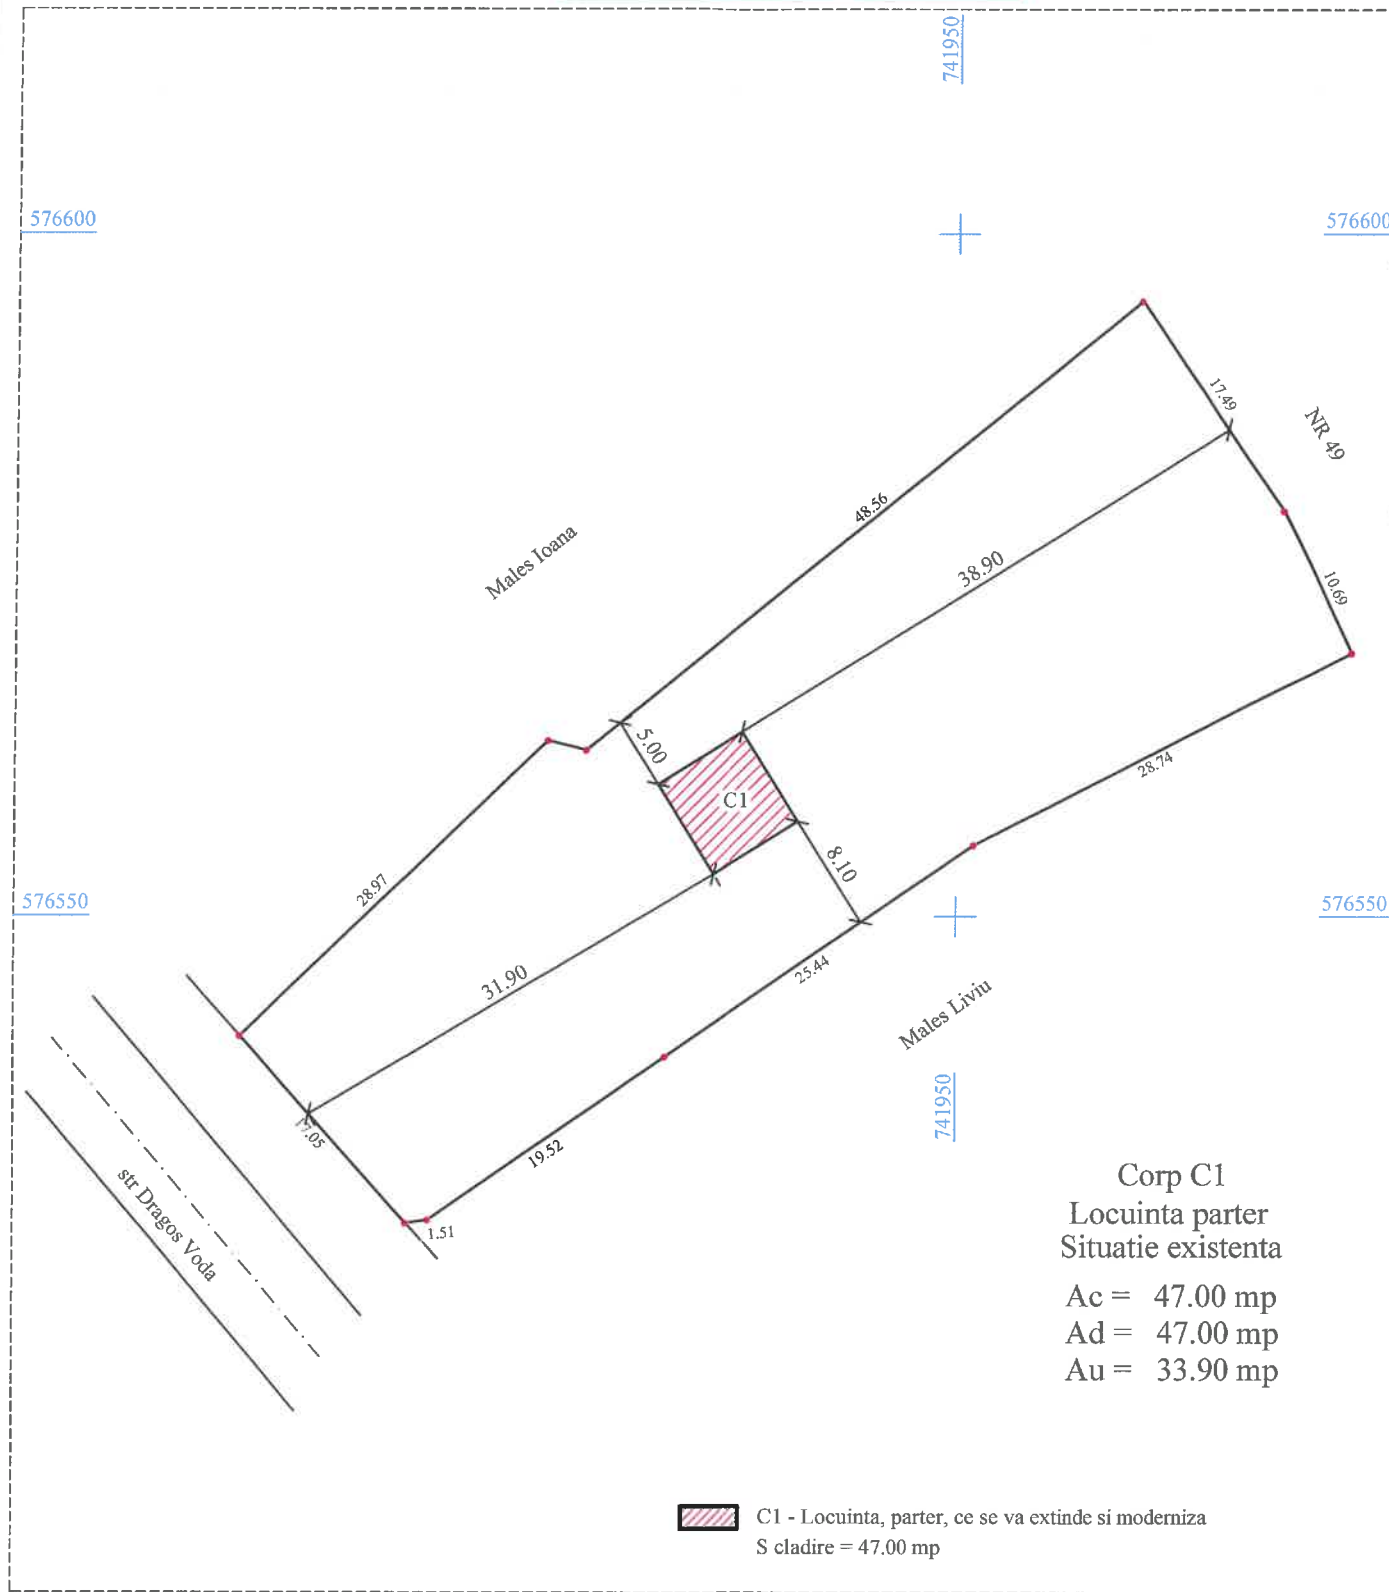 741950
576600
576600
17.49
NR 49
48.56
Males Ioana
38.90
10.69
5.00
28.74
C1
8.10
28.97
576550
576550
31.90
25.44
Males Liviu
741950
17.05
19.52
str Dragos Voda
1.51
Corp C1
Locuinta parter
Situatie existenta
Ac = 47.00 mp
Ad = 47.00 mp
Au = 33.90 mp
C1 - Locuinta, parter, ce se va extinde si moderniza
S cladire = 47.00 mp